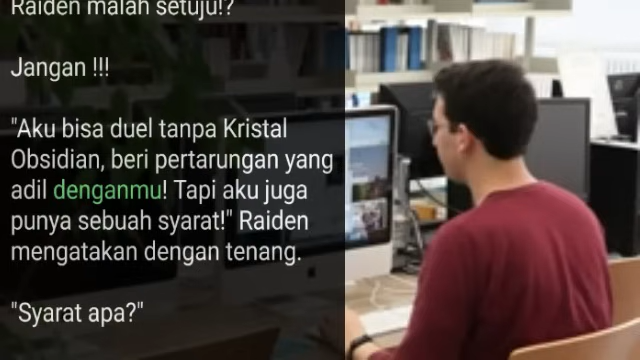 Raiden malah setuju!?
Jangan !!!
"Aku bisa duel tanpa Kristal
Obsidian, beri pertarungan yang
adil denganmu! Tapi aku juga
punya sebuah syarat!" Raiden
mengatakan dengan tenang.
"Syarat apa?"